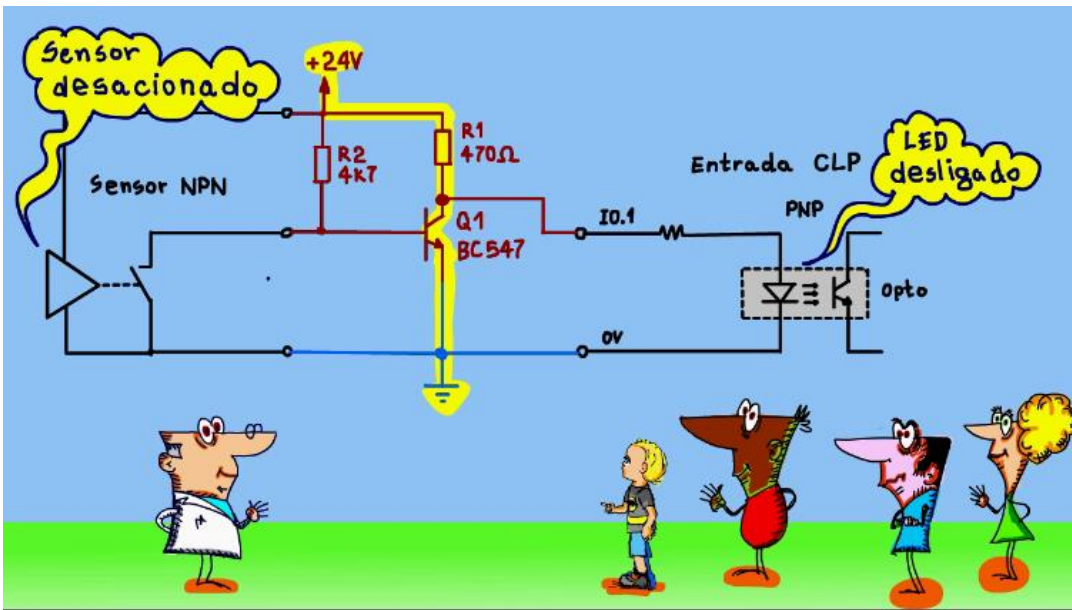 Sensor
desacionado
+24V
R1
470Ω
R2
4k7
Sensor NPN
Q1
BC547
Entrada CLP
LED
desligado
PNP
I0.1
Opto
0V